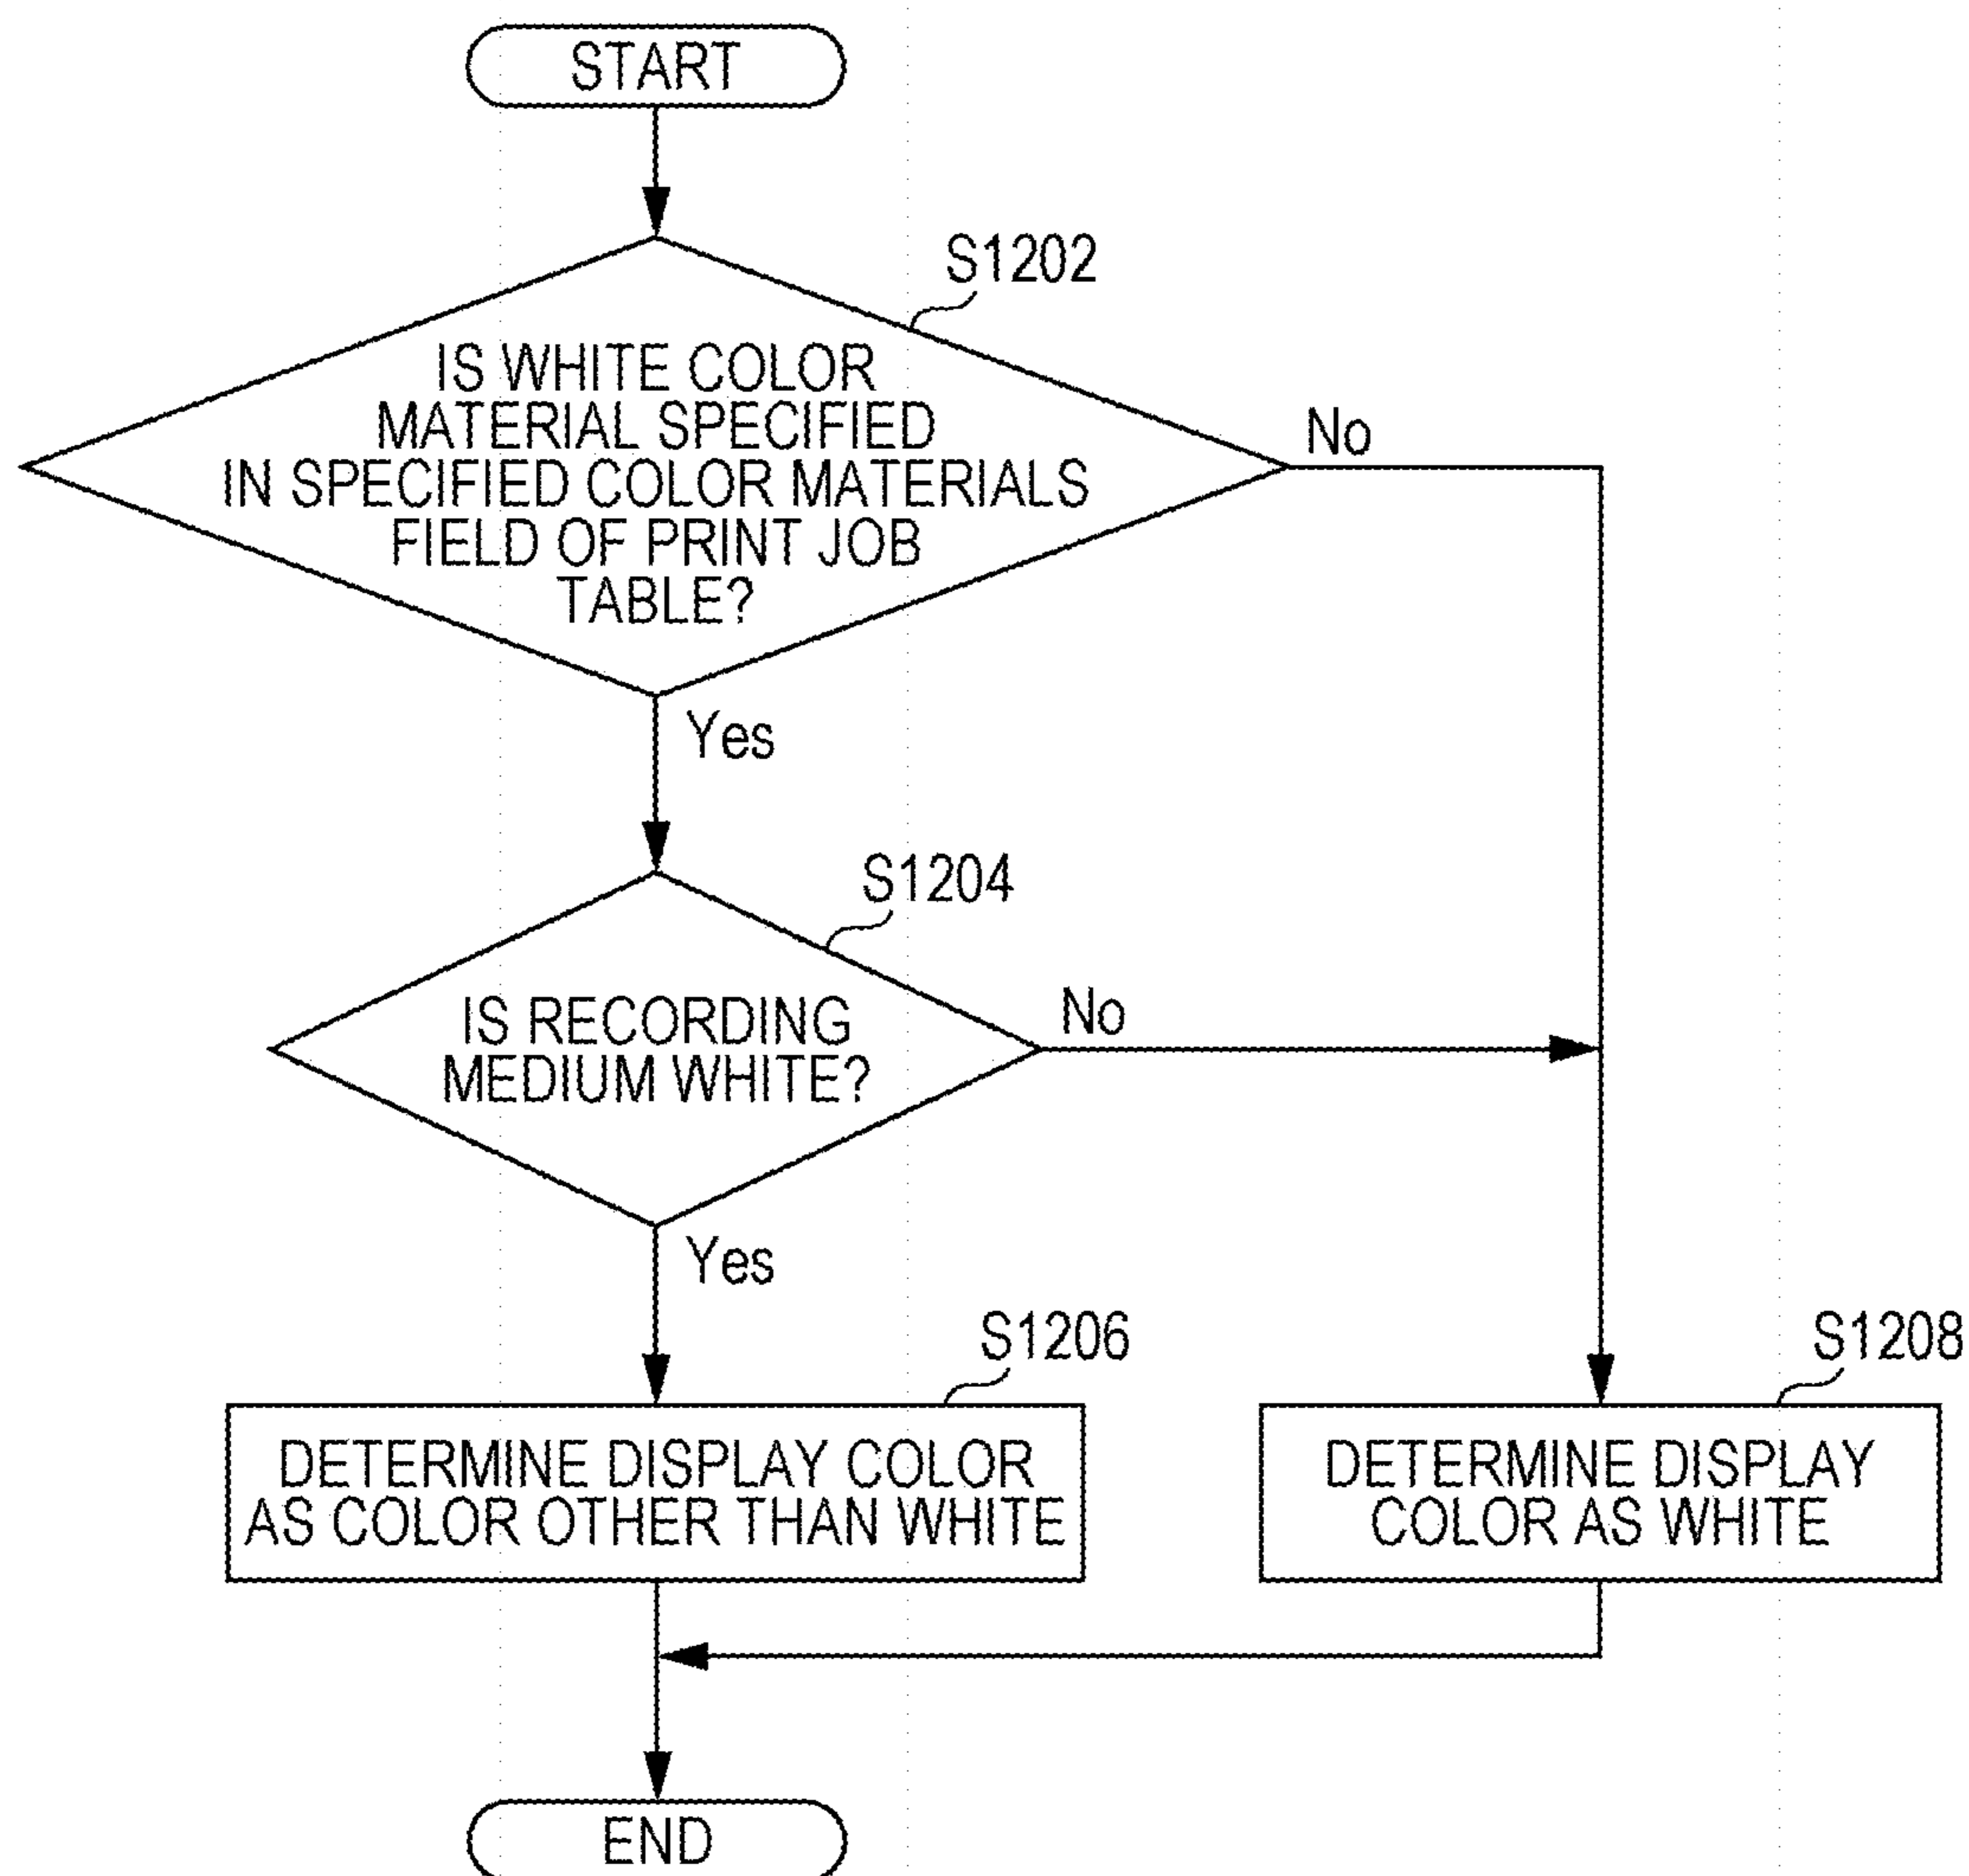 START
S1202
IS WHITE COLOR
MATERIAL SPECIFIED
IN SPECIFIED COLOR MATERIALS
FIELD OF PRINT JOB
TABLE?
No
Yes
S1204
IS RECORDING
MEDIUM WHITE?
No
Yes
S1206
DETERMINE DISPLAY COLOR
AS COLOR OTHER THAN WHITE
S1208
DETERMINE DISPLAY
COLOR AS WHITE
END